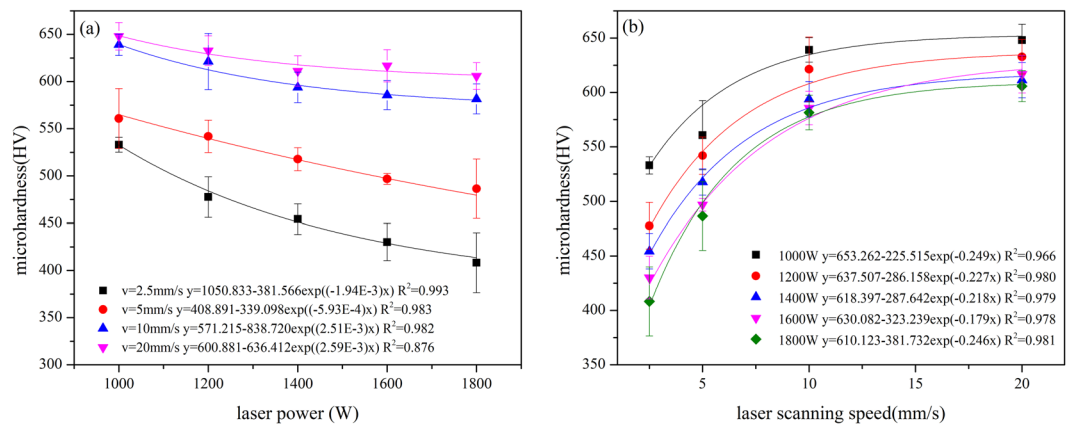 (a)
650
600
550
500
450
400
350
300
microhardness(HV)
v=2.5mm/s y=1050.833-381.566exp((-1.94E-3)x) R²=0.993
v=5mm/s y=408.891-339.098exp((-5.93E-4)x) R²=0.983
v=10mm/s y=571.215-838.720exp((2.51E-3)x) R²=0.982
v=20mm/s y=600.881-636.412exp((2.59E-3)x) R²=0.876
1000 1200 1400 1600 1800
laser power (W)
(b)
650
600
550
500
450
400
350
microhardness(HV)
1000W y=653.262-225.515exp(-0.249x) R²=0.966
1200W y=637.507-286.158exp(-0.227x) R²=0.980
1400W y=618.397-287.642exp(-0.218x) R²=0.979
1600W y=630.082-323.239exp(-0.179x) R²=0.978
1800W y=610.123-381.732exp(-0.246x) R²=0.981
5 10 15 20
laser scanning speed(mm/s)